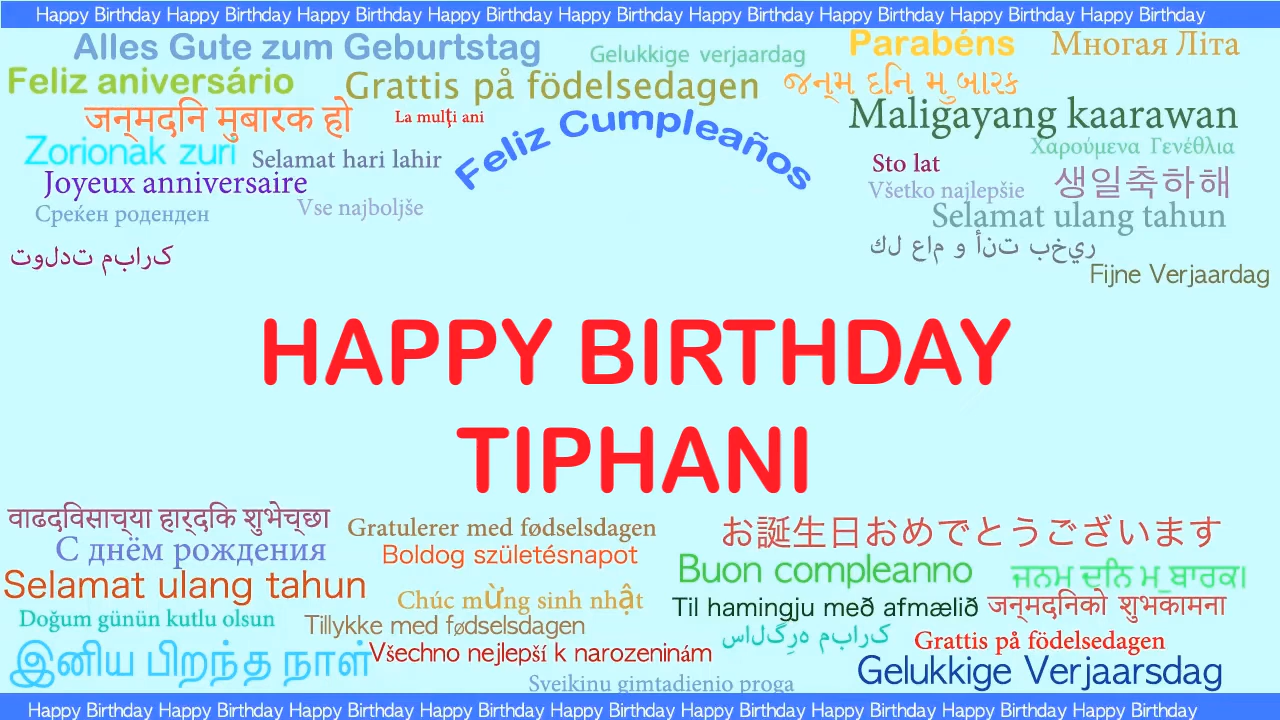 Happy Birthday Happy Birthday Happy Birthday Happy Birthday Happy Birthday Happy Birthday Happy Birthday Happy Birthday Happy Birthday
Alles Gute zum Geburtstag
Gelukkige verjaardag
Parabéns
Многая Літа
Feliz aniversário
Grattis på födelsedagen
જન્મ દનિ મુ બારક
जन्मदनि मुबारक हो
La mulţi ani
Feliz Cumpleaños
Maligayang kaarawan
Zorionak zuri
Selamat hari lahir
Sto lat
Χαρούμενα Γενέθλια
Joyeux anniversaire
Všetko najlepšie
생일축하해
Среќен роденден
Vse najboljše
Selamat ulang tahun
تولدت مبارک
كل عام و أنت بخير
Fijne Verjaardag
HAPPY BIRTHDAY
TIPHANI
वाढदविसाच्या हार्दकि शुभेच्छा
Gratulerer med fødselsdagen
お誕生日おめでとうございます
С днём рождения
Boldog születésnapot
Buon compleanno
ਜਨਮ ਦਨਿ ਮੁਬਾਰਕ।
Selamat ulang tahun
Chúc mừng sinh nhật
Til hamingju með afmælið
जन्मदनिको शुभकामना
Doğum günün kutlu olsun
Tillykke med fødselsdagen
سالگرہ مبارک
Grattis på födelsedagen
இனிய பிறந்த நாள்
Všechno nejlepší k narozeninám
Gelukkige Verjaarsdag
Sveikinu gimtadienio proga
Happy Birthday Happy Birthday Happy Birthday Happy Birthday Happy Birthday Happy Birthday Happy Birthday Happy Birthday Happy Birthday